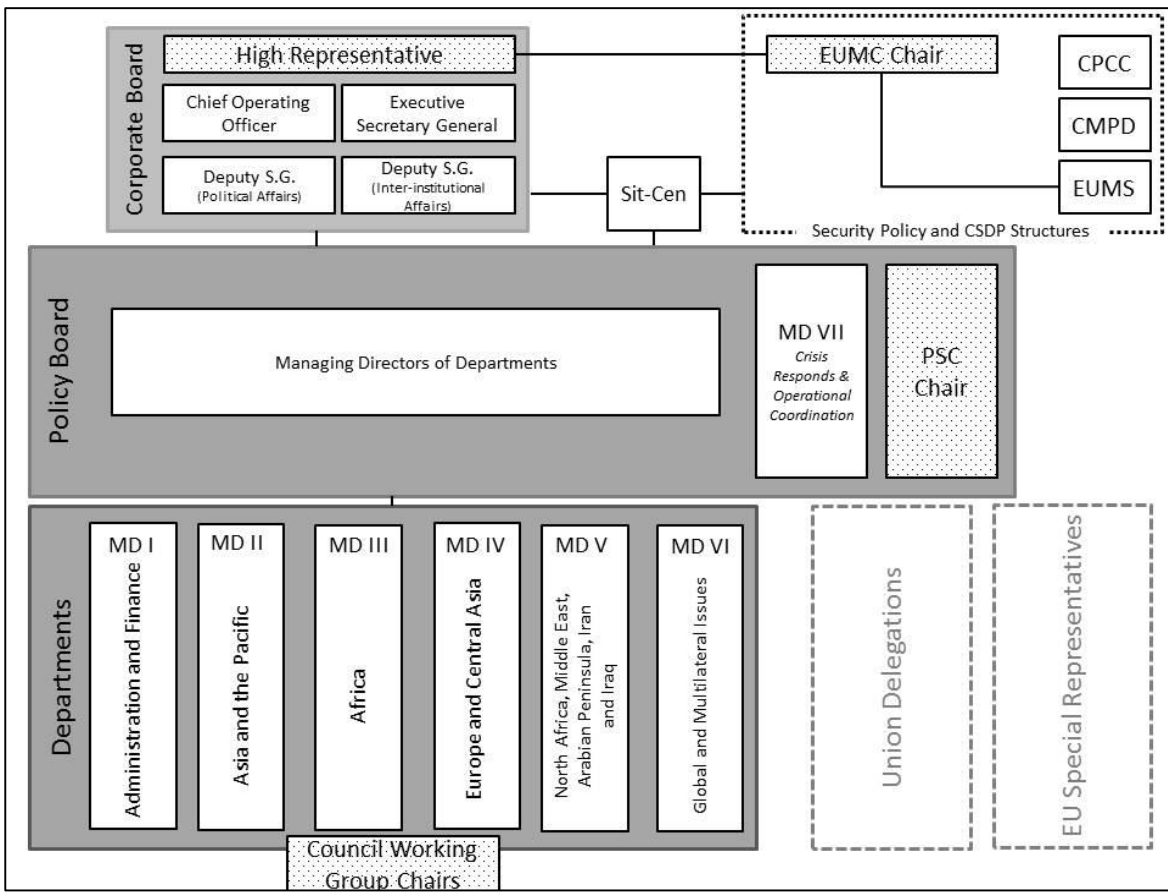 Corporate Board
High Representative
Chief Operating
Officer
Executive
Secretary General
Deputy S.G.
(Political Affairs)
Deputy S.G.
(Inter-institutional
Affairs)
Sit-Cen
EUMC Chair
CPCC
CMPD
EUMS
Security Policy and CSDP Structures
Policy Board
Managing Directors of Departments
MD VII
Crisis
Responds &
Operational
Coordination
PSC
Chair
Departments
MD I
Administration and Finance
MD II
Asia and the Pacific
MD III
Africa
MD IV
Europe and Central Asia
MD V
North Africa, Middle East,
Arabian Peninsula, Iran
and Iraq
MD VI
Global and Multilateral Issues
Council Working
Group Chairs
Union Delegations
EU Special Representatives